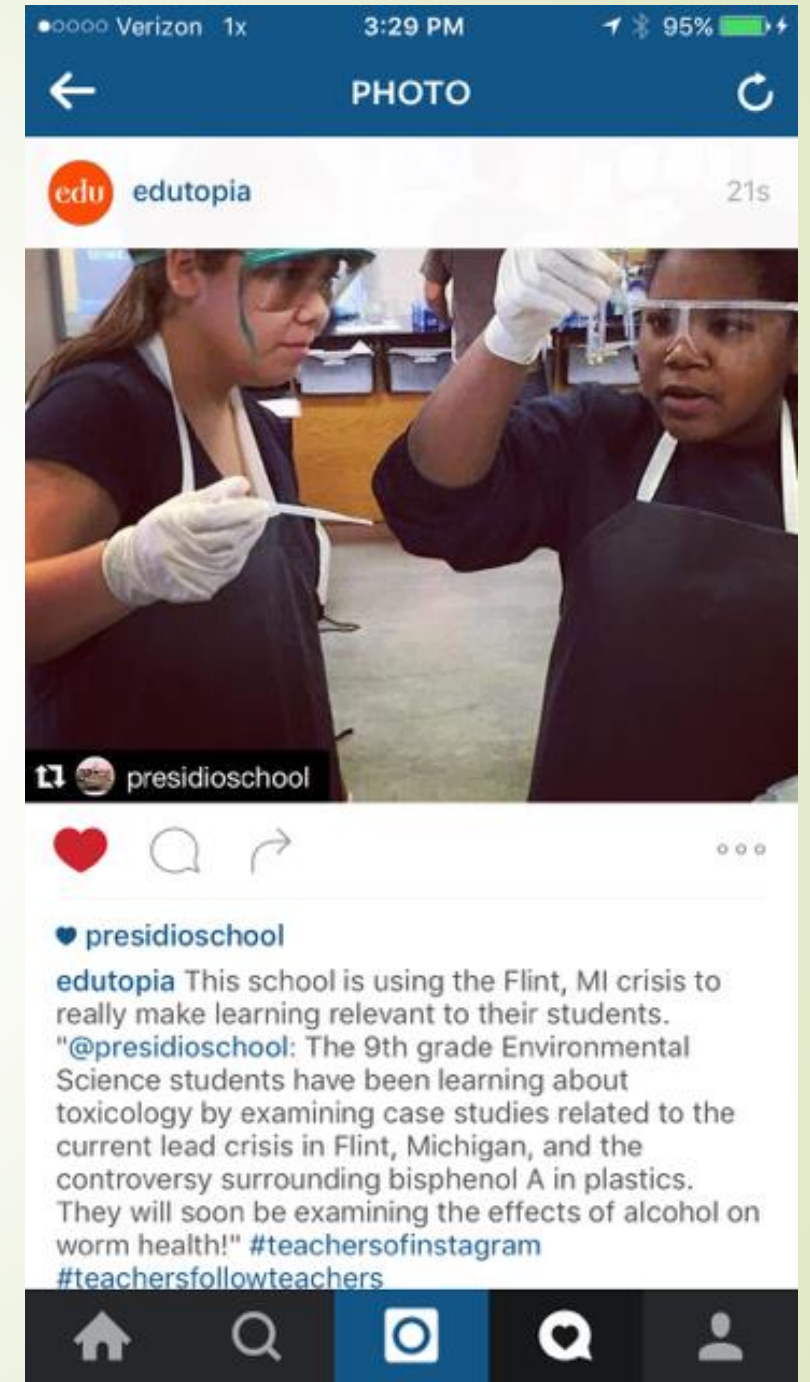 Verizon 1x 3:29 PM 95%
PHOTO
edu edutopia 21s
presidioschool
presidioschool
edutopia This school is using the Flint, MI crisis to
really make learning relevant to their students.
"@presidioschool: The 9th grade Environmental
Science students have been learning about
toxicology by examining case studies related to the
current lead crisis in Flint, Michigan, and the
controversy surrounding bisphenol A in plastics.
They will soon be examining the effects of alcohol on
worm health!" #teachersofinstagram
#teachersfollowteachers